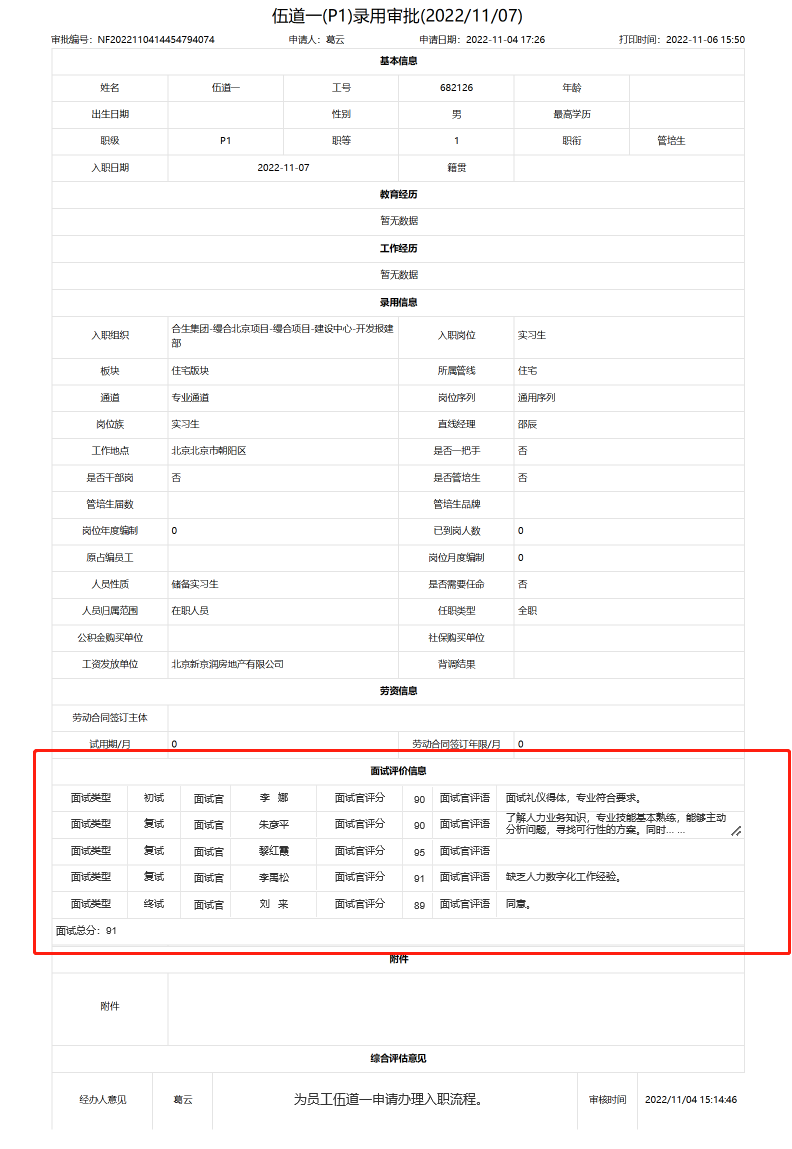 伍道一(P1)录用审批(2022/11/07)
审批编号：NF2022110414454794074 申请人：葛云 申请日期：2022-11-04 17:26 打印时间：2022-11-06 15:50
基本信息
姓名 伍道一 工号 682126 年龄
出生日期 性别 男 最高学历
职级 P1 职等 1 职衔 管培生
入职日期 2022-11-07 籍贯
教育经历
暂无数据
工作经历
暂无数据
录用信息
入职组织 合生集团-缦合北京项目-缦合项目-建设中心-开发报建部 入职岗位 实习生
板块 住宅版块 所属管线 住宅
通道 专业通道 岗位序列 通用序列
岗位族 实习生 直线经理 邵辰
工作地点 北京北京市朝阳区 是否一把手 否
是否干部岗 否 是否管培生 否
管培生届数 管培生品牌
岗位年度编制 0 已到岗人数 0
原占编员工 岗位月度编制 0
人员性质 储备实习生 是否需要任命 否
人员归属范围 在职人员 任职类型 全职
公积金购买单位 社保购买单位
工资发放单位 北京新京润房地产有限公司 背调结果
劳资信息
劳动合同签订主体
试用期/月 0 劳动合同签订年限/月 0
面试评价信息
面试类型 初试 面试官 李 娜 面试官评分 90 面试官评语 面试礼仪得体，专业符合要求。
面试类型 复试 面试官 朱彦平 面试官评分 90 面试官评语 了解人力业务知识，专业技能基本熟练，能够主动
分析问题，寻找可行性的方案。同时... ...
面试类型 复试 面试官 黎红霞 面试官评分 95 面试官评语
面试类型 复试 面试官 李禹松 面试官评分 91 面试官评语 缺乏人力数字化工作经验。
面试类型 终试 面试官 刘 来 面试官评分 89 面试官评语 同意。
面试总分：91
附件
附件
综合评估意见
经办人意见 葛云 为员工伍道一申请办理入职流程。 审核时间 2022/11/04 15:14:46